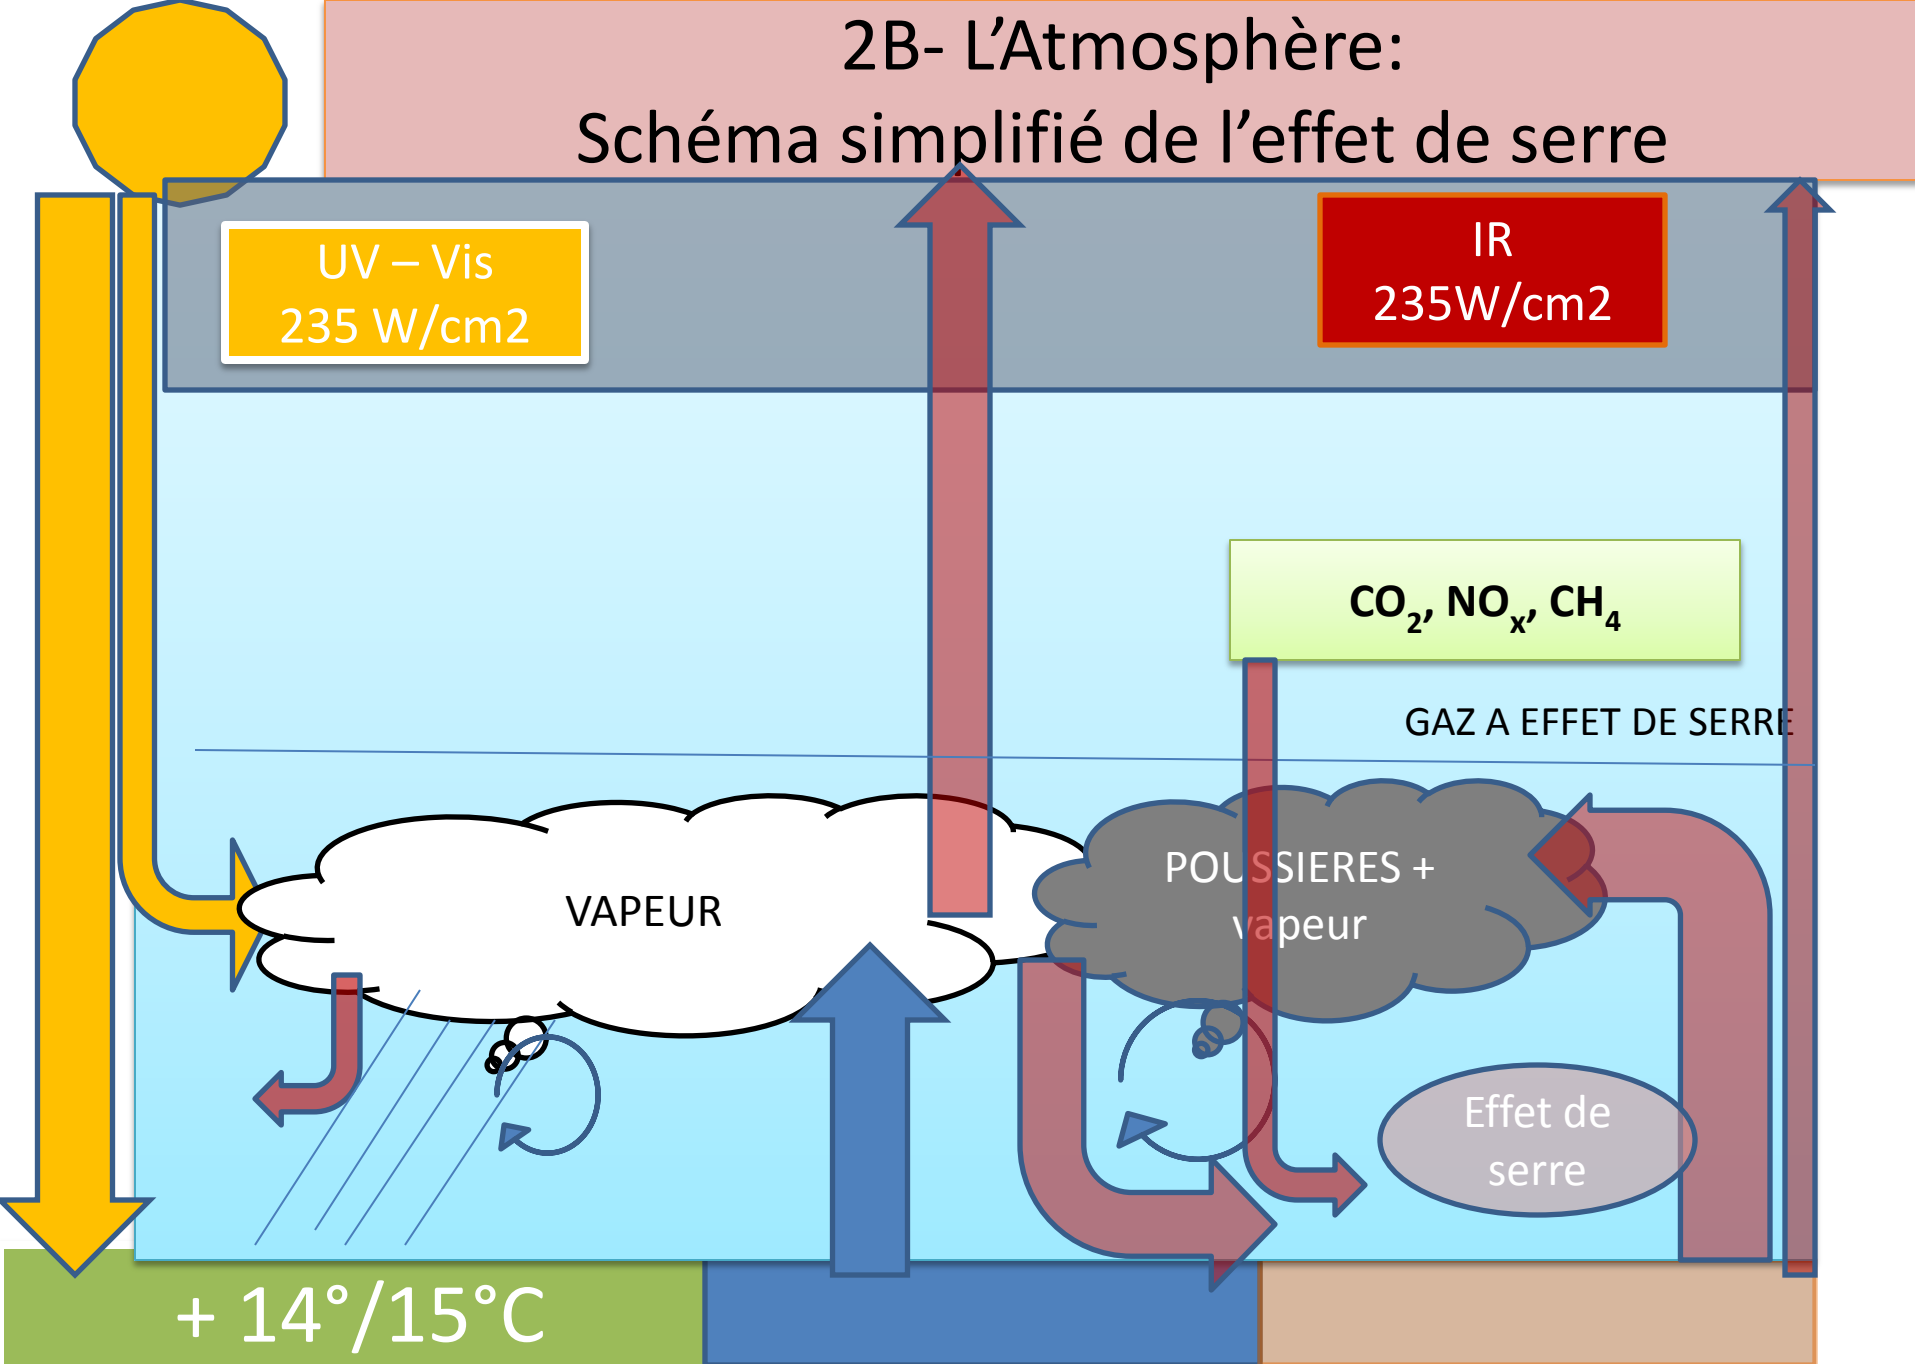 2B- L’Atmosphère:
Schéma simplifié de l’effet de serre
UV – Vis
235 W/cm2
IR
235W/cm2
CO₂, NOₓ, CH₄
GAZ A EFFET DE SERRE
POUSSIERES +
vapeur
VAPEUR
Effet de
serre
+ 14°/15°C